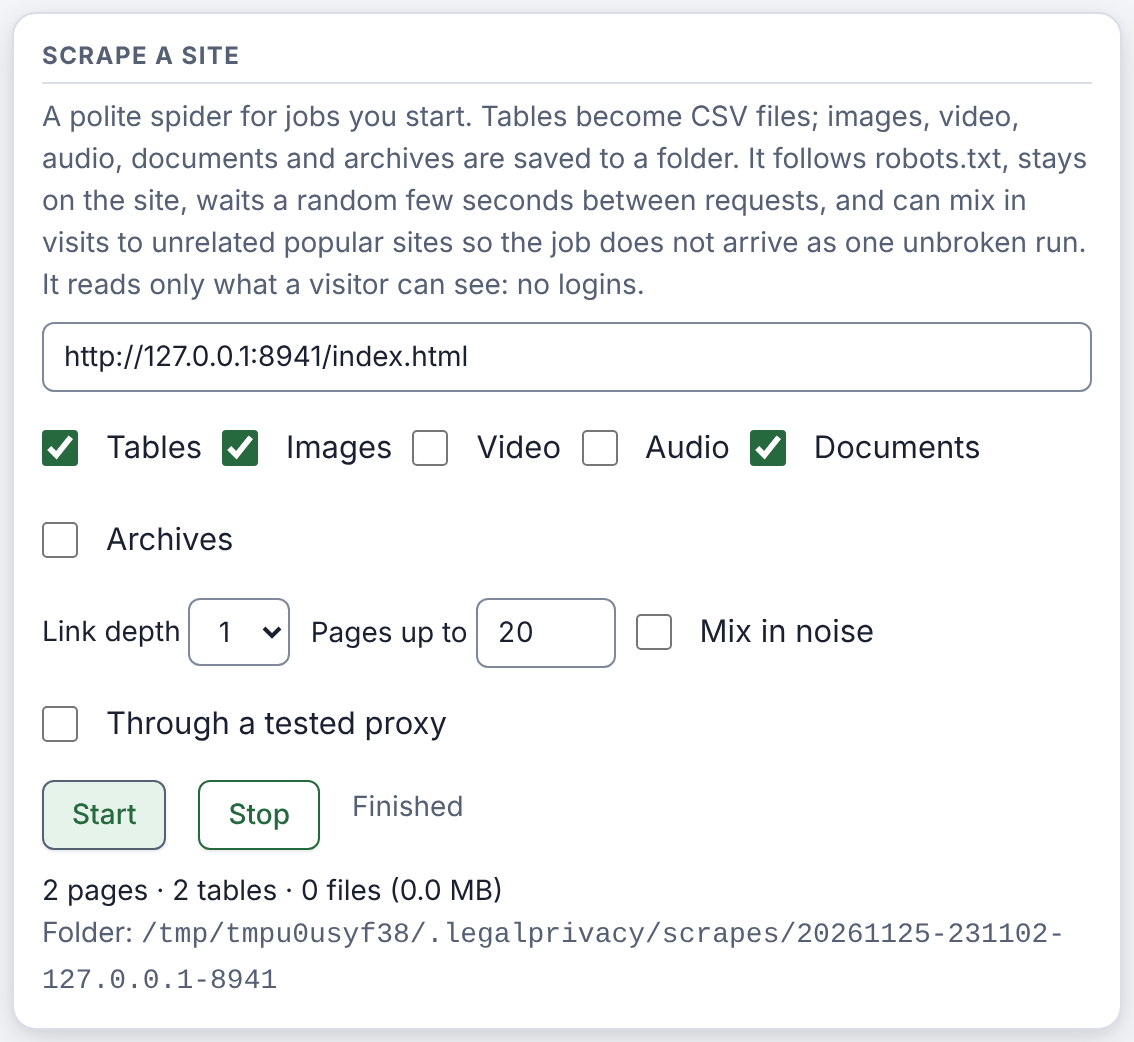 SCRAPE A SITE
A polite spider for jobs you start. Tables become CSV files; images, video,
audio, documents and archives are saved to a folder. It follows robots.txt, stays
on the site, waits a random few seconds between requests, and can mix in
visits to unrelated popular sites so the job does not arrive as one unbroken run.
It reads only what a visitor can see: no logins.
http://127.0.0.1:8941/index.html
Tables Images Video Audio Documents
Archives
Link depth 1 Pages up to 20 Mix in noise
Through a tested proxy
Start Stop Finished
2 pages · 2 tables · 0 files (0.0 MB)
Folder: /tmp/tmpu0usyf38/.legalprivacy/scrapes/20261125-231102-
127.0.0.1-8941